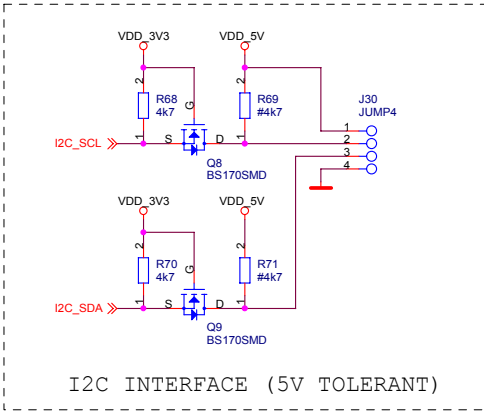 VDD_3V3
VDD_5V
2
R68
4k7
1
G
2
R69
#4k7
1
J30
JUMP4
1
2
3
4
I2C_SCL
S
D
Q8
BS170SMD
VDD_3V3
VDD_5V
2
R70
4k7
1
G
2
R71
#4k7
1
I2C_SDA
S
D
Q9
BS170SMD
I2C INTERFACE (5V TOLERANT)